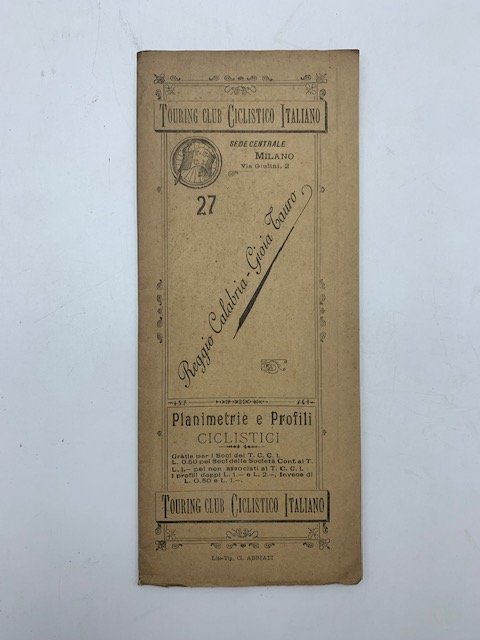 TOURING CLUB CICLISTICO ITALIANO
SEDE CENTRALE
MILANO
Via Giulini, 2
27
Reggio Calabria - Gioia Tauro
Planimetrie e Profili
CICLISTICI
Gratis per i Soci del T. C. C. I.
L. 0.50 pei Soci delle Società Cons. al T.
L. 1.– pei non associati al T. C. C. I.
I profili doppi L. 1.– e L. 2.–, invece di
L. 0.50 e L. 1.–.
TOURING CLUB CICLISTICO ITALIANO
Lito-Tip. G. ABBIATI